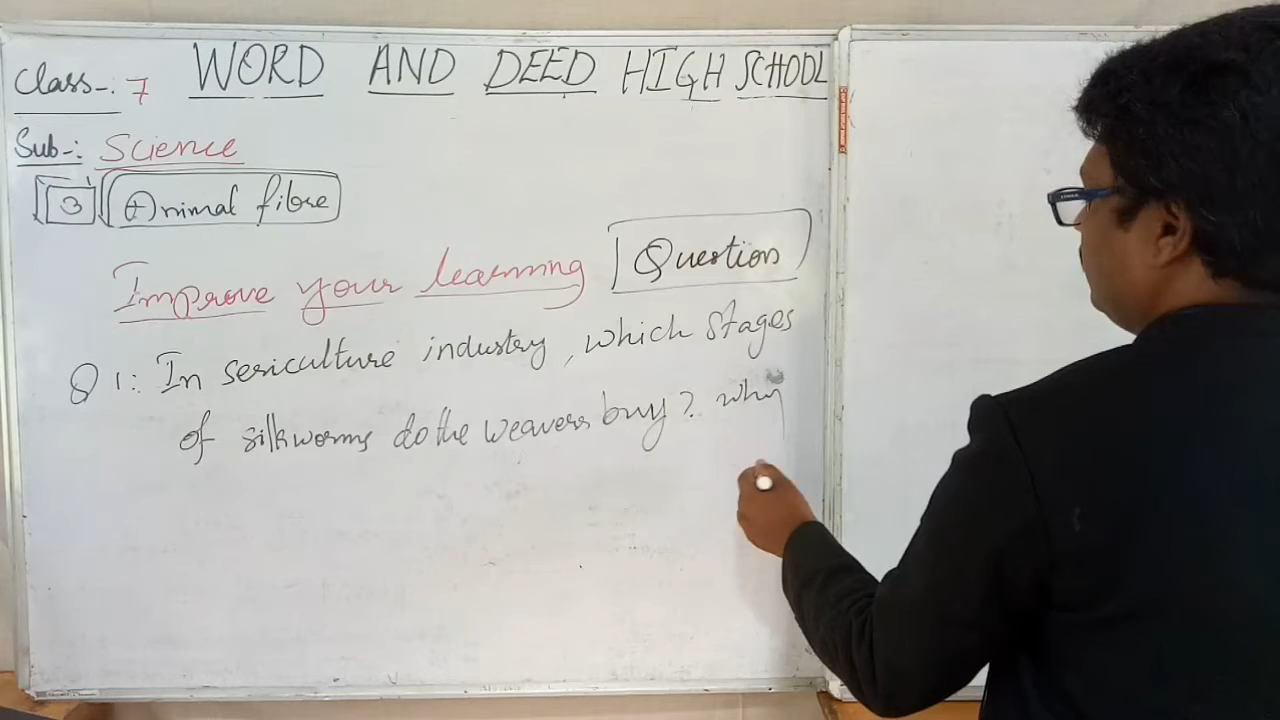 Class-: 7 WORD AND DEED HIGH SCHOOL
Sub-: Science
3 Animal fibre
Improve your learning Question
Q 1: In sericulture industry, which stages
of silkworms do the weavers buy? why